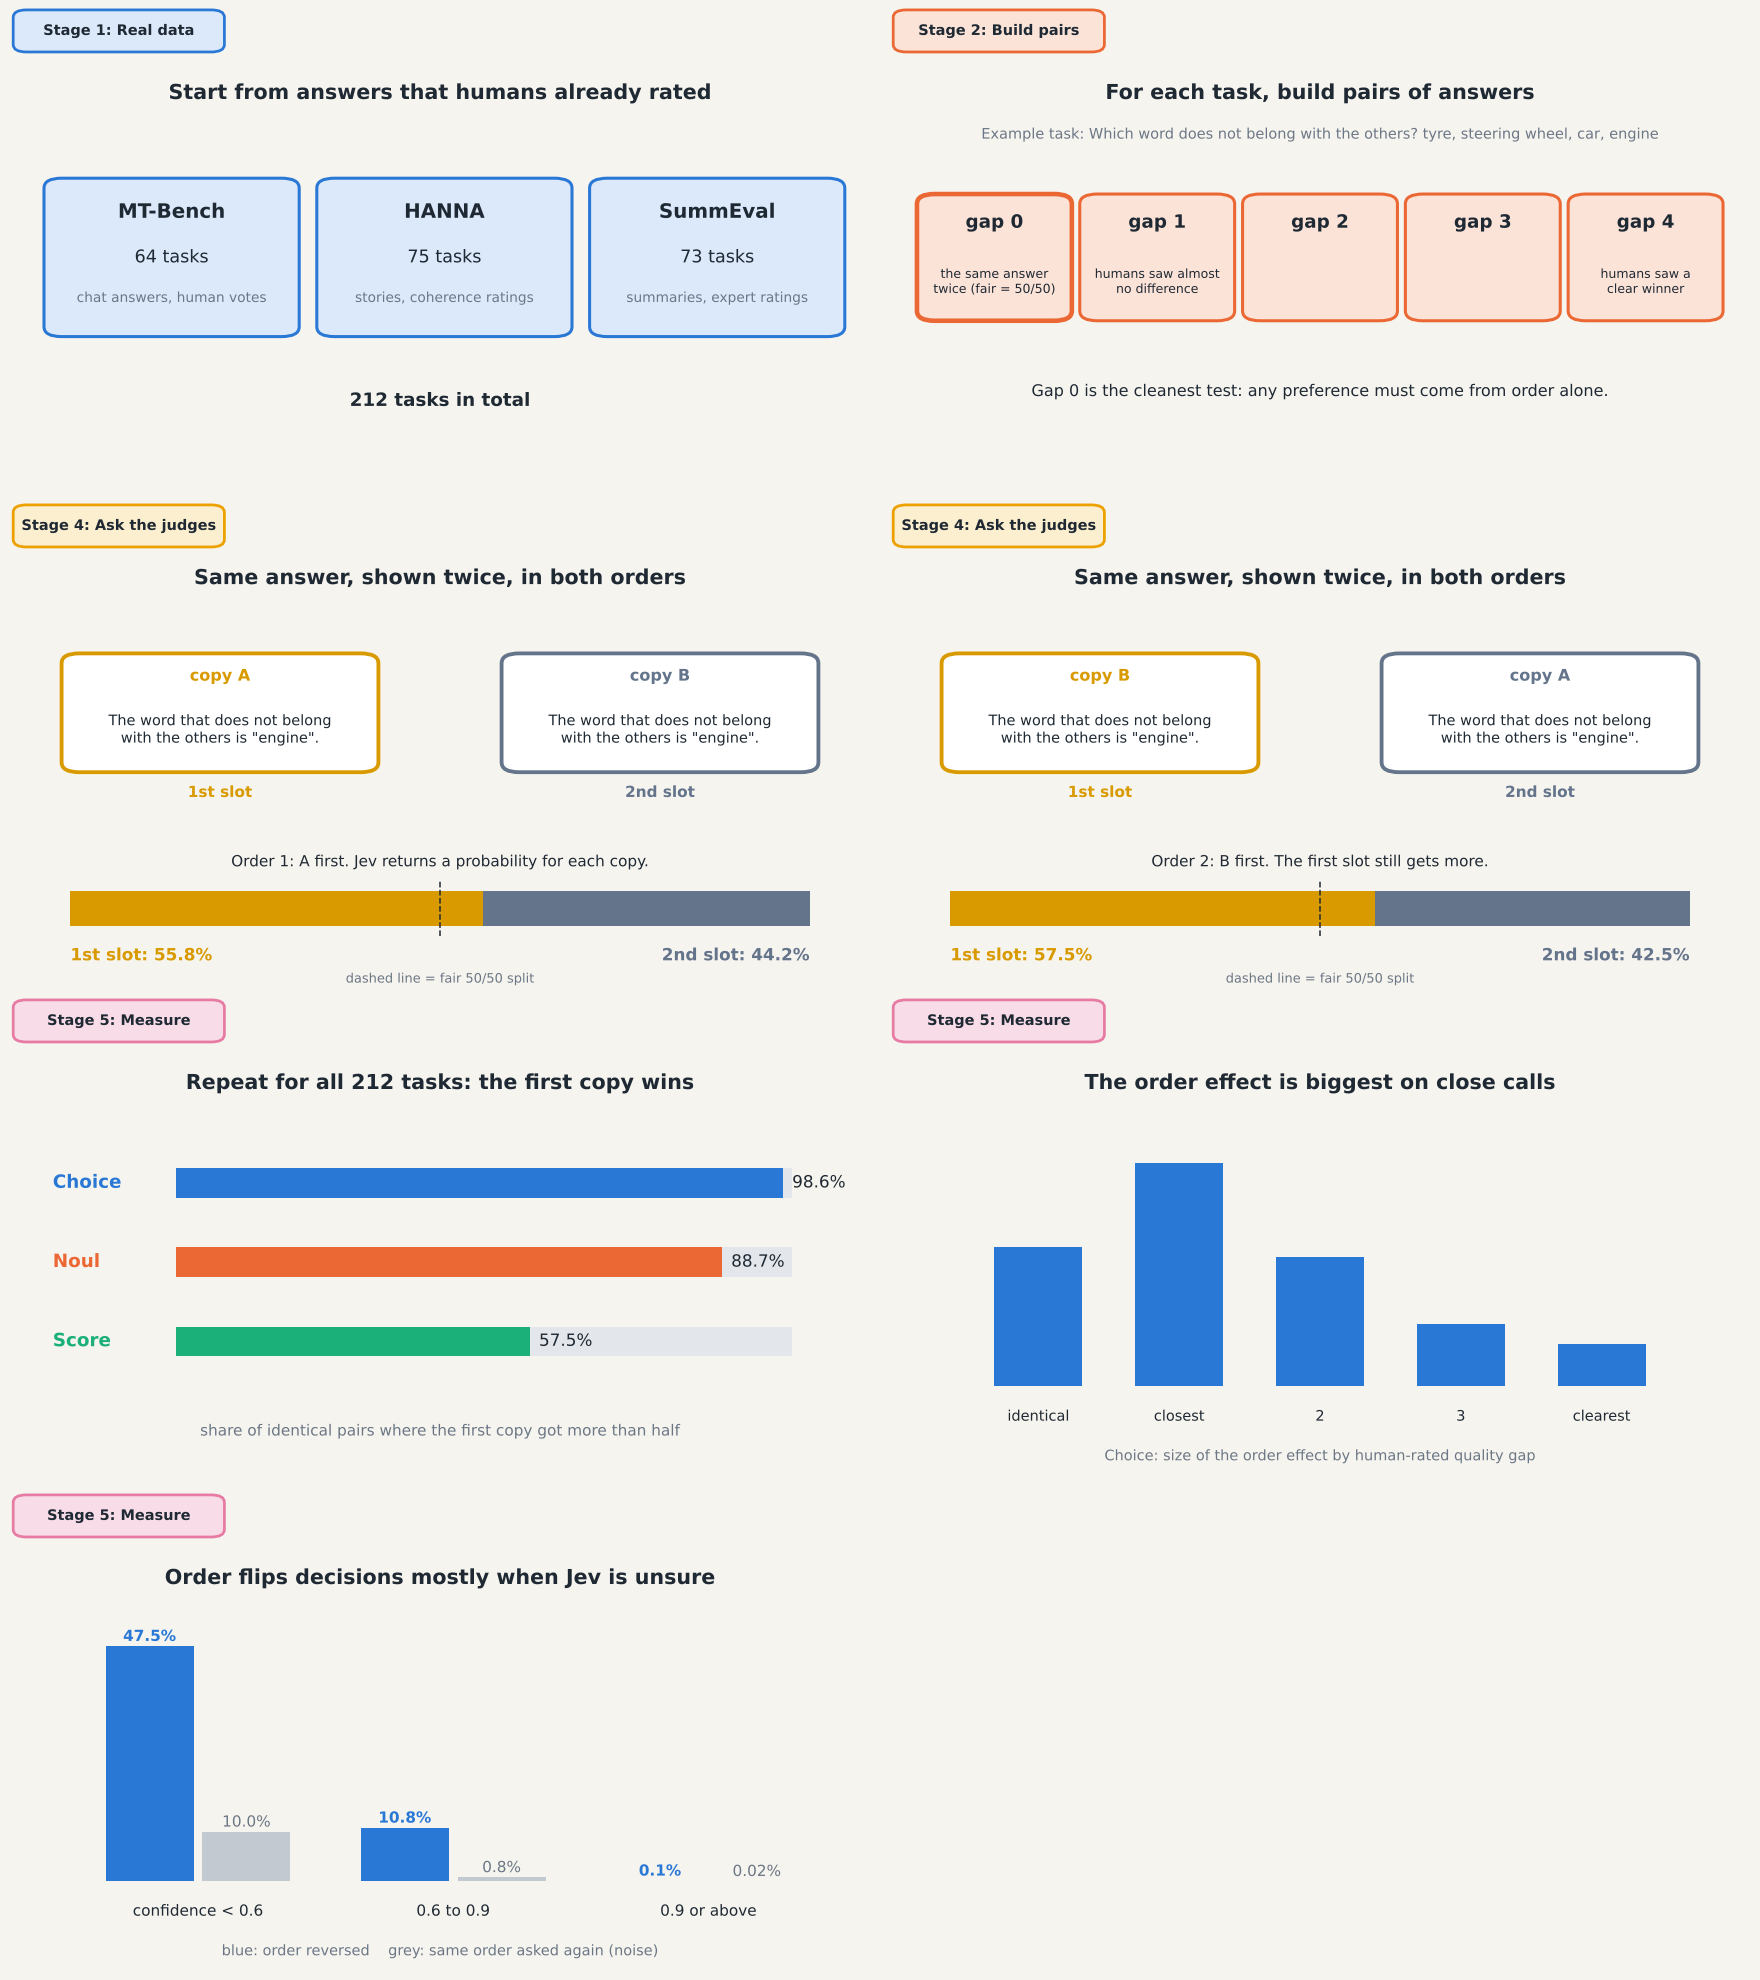 Stage 1: Real data
Start from answers that humans already rated
MT-Bench
64 tasks
chat answers, human votes
HANNA
75 tasks
stories, coherence ratings
SummEval
73 tasks
summaries, expert ratings
212 tasks in total
Stage 2: Build pairs
For each task, build pairs of answers
Example task: Which word does not belong with the others? tyre, steering wheel, car, engine
gap 0
the same answer
twice (fair = 50/50)
gap 1
humans saw almost
no difference
gap 2
gap 3
gap 4
humans saw a
clear winner
Gap 0 is the cleanest test: any preference must come from order alone.
Stage 4: Ask the judges
Same answer, shown twice, in both orders
copy A
The word that does not belong
with the others is "engine".
1st slot
copy B
The word that does not belong
with the others is "engine".
2nd slot
Order 1: A first. Jev returns a probability for each copy.
1st slot: 55.8%
2nd slot: 44.2%
dashed line = fair 50/50 split
Stage 4: Ask the judges
Same answer, shown twice, in both orders
copy B
The word that does not belong
with the others is "engine".
1st slot
copy A
The word that does not belong
with the others is "engine".
2nd slot
Order 2: B first. The first slot still gets more.
1st slot: 57.5%
2nd slot: 42.5%
dashed line = fair 50/50 split
Stage 5: Measure
Repeat for all 212 tasks: the first copy wins
Choice
98.6%
Noul
88.7%
Score
57.5%
share of identical pairs where the first copy got more than half
Stage 5: Measure
The order effect is biggest on close calls
identical
closest
2
3
clearest
Choice: size of the order effect by human-rated quality gap
Stage 5: Measure
Order flips decisions mostly when Jev is unsure
47.5%
10.0%
10.8%
0.8%
0.1%
0.02%
confidence < 0.6
0.6 to 0.9
0.9 or above
blue: order reversed grey: same order asked again (noise)